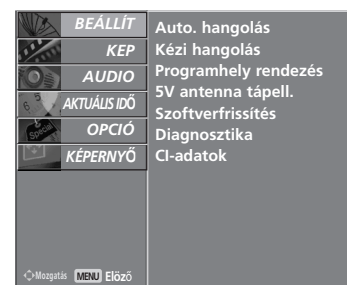 BEÁLLÍT
KEP
AUDIO
AKTUÁLIS IDŐ
OPCIÓ
KÉPERNYŐ
Auto. hangolás
Kézi hangolás
Programhely rendezés
5V antenna tápell.
Szoftverfrissítés
Diagnosztika
CI-adatok
Mozgatás MENU Elöző